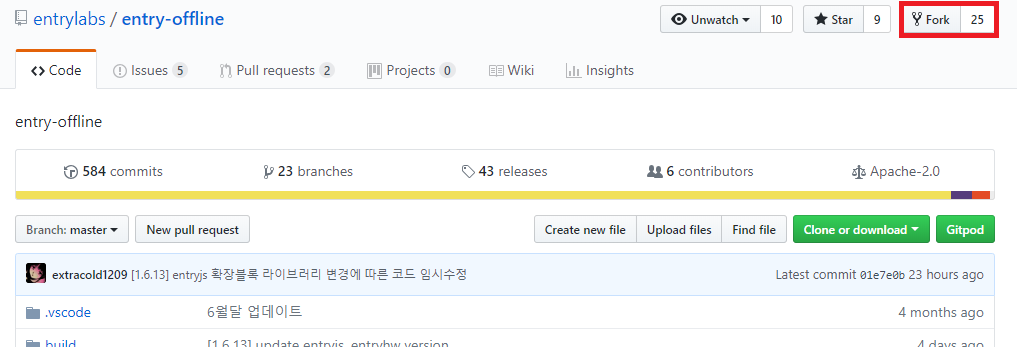 entrylabs / entry-offline Unwatch 10 Star 9 Fork 25
Code Issues 5 Pull requests 2 Projects 0 Wiki Insights
entry-offline
584 commits 23 branches 43 releases 6 contributors Apache-2.0
Branch: master New pull request Create new file Upload files Find file Clone or download Gitpod
extracold1209 [1.6.13] entryjs 확장블록 라이브러리 변경에 따른 코드 임시수정 Latest commit 01e7e0b 23 hours ago
.vscode 6월달 업데이트 4 months ago
build [1.6.13] update entryjs, entryhw version 4 days ago